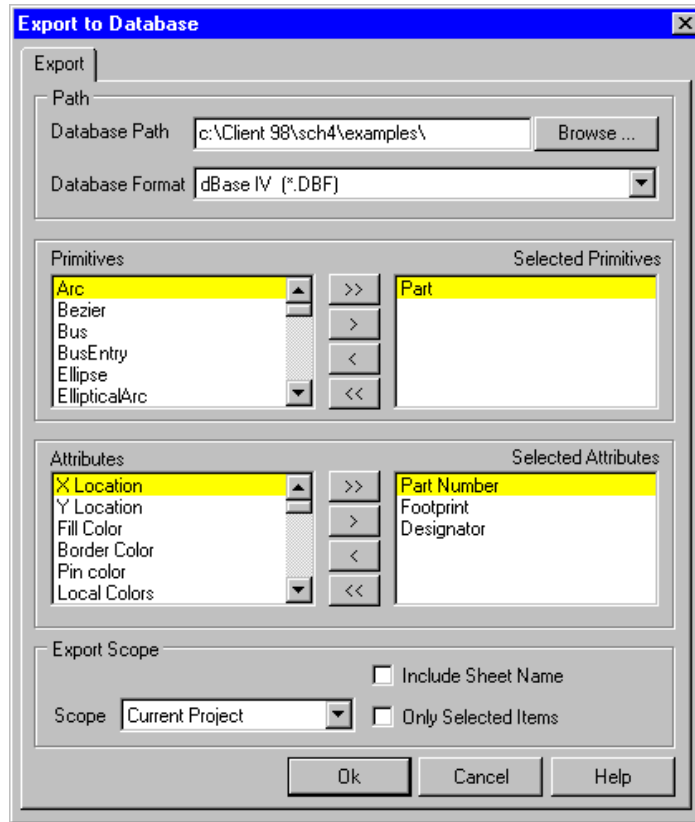 Export to Database
Export
Path
Database Path c:\Client 98\sch4\examples\ Browse ...
Database Format dBase IV (*.DBF)
Primitives Selected Primitives
Arc >> Part
Bezier
Bus >
BusEntry <
Ellipse
EllipticalArc <<
Attributes Selected Attributes
X Location >> Part Number
Y Location Footprint
Fill Color > Designator
Border Color <
Pin color
Local Colors <<
Export Scope
Include Sheet Name
Scope Current Project Only Selected Items
Ok Cancel Help